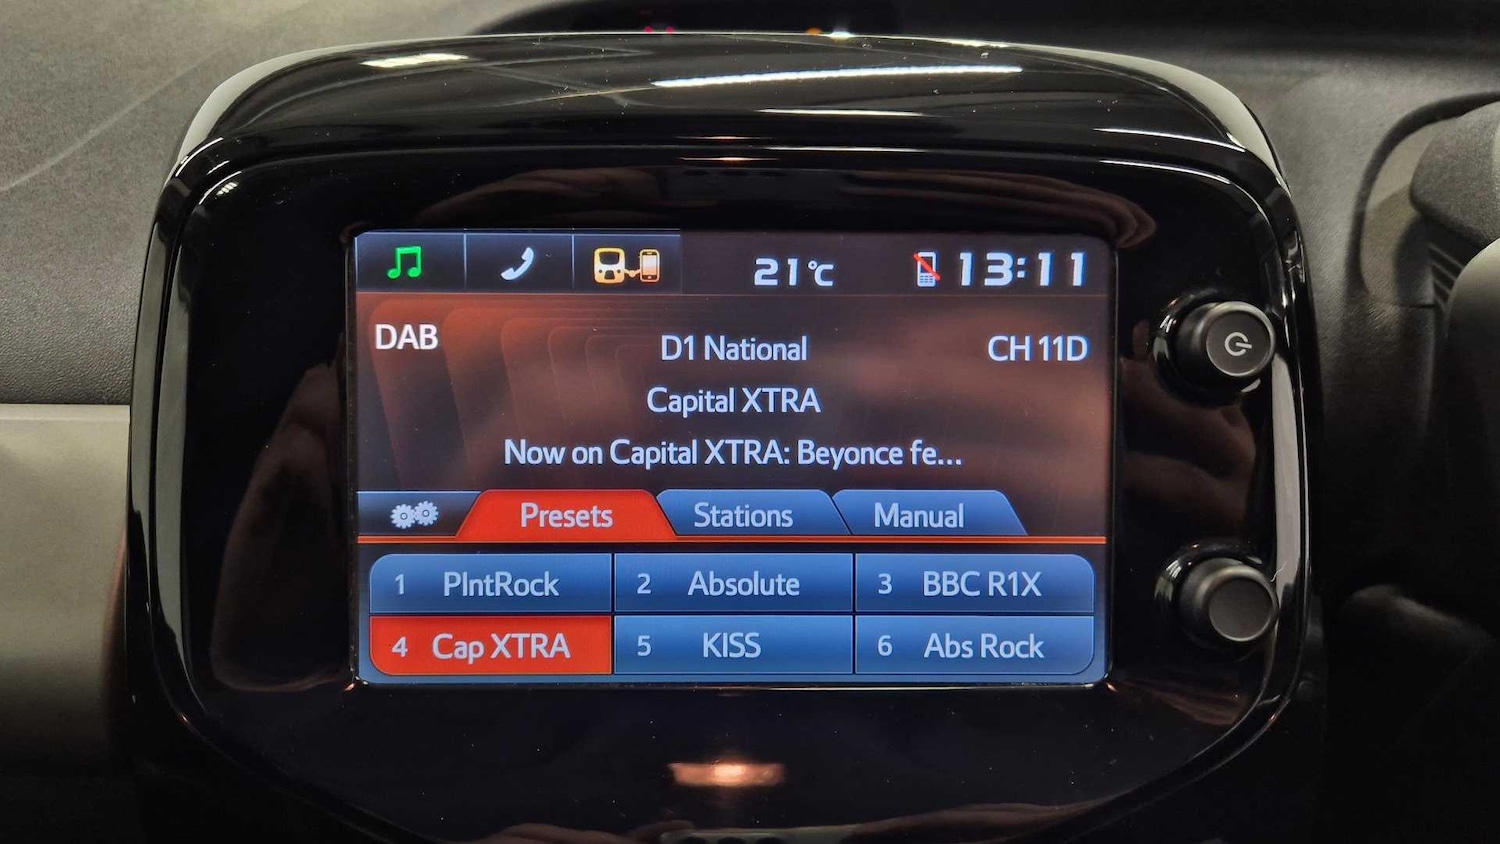 21°C 13:11
DAB D1 National CH 11D
Capital XTRA
Now on Capital XTRA: Beyonce fe...
Presets Stations Manual
1 PlntRock 2 Absolute 3 BBC R1X
4 Cap XTRA 5 KISS 6 Abs Rock